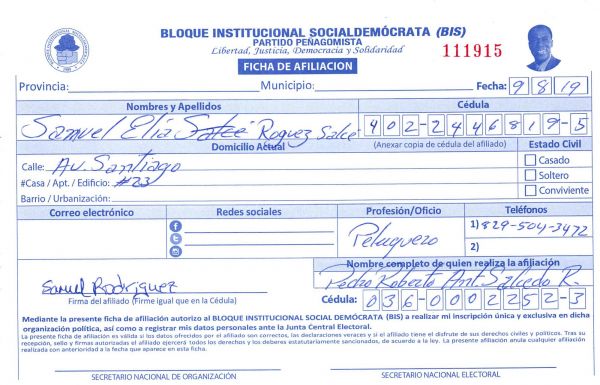 BLOQUE INSTITUCIONAL SOCIALDEMÓCRATA (BIS)
PARTIDO PEÑAGOMISTA
Libertad, Justicia, Democracia y Solidaridad
111915
FICHA DE AFILIACION
Provincia: Municipio: Fecha: 9 8 19
Nombres y Apellidos Cédula
Samuel Elia Salcé Roguez Salcé 402-2446819-5
Domicilio Actual (Anexar copia de cédula del afiliado) Estado Civil
Calle: Av. Santiago Casado
#Casa / Apt. / Edificio: #23 Soltero
Barrio / Urbanización: Conviviente
Correo electrónico Redes sociales Profesión/Oficio Teléfonos
Peluquero 1) 829-504-3472
2)
Nombre completo de quien realiza la afiliación
Samuel Rodriguez Pedro Roberto Ant. Salcedo R.
Firma del afiliado (Firme igual que en la Cédula) Cédula: 036-0002252-3
Mediante la presente ficha de afiliación autorizo al BLOQUE INSTITUCIONAL SOCIAL DEMÓCRATA (BIS) a realizar mi inscripción única y exclusiva en dicha
organización política, así como a registrar mis datos personales ante la Junta Central Electoral.
La presente ficha de afiliación es válida si los datos ofrecidos por el afiliado son correctos, las declaraciones veraces y si el afiliado tiene el disfrute de sus derechos civiles y políticos. Tras su
recepción, sello y firmas autorizadas el afiliado ejercerá todos los derechos y los deberes estatutariamente sancionados, de acuerdo a la ley. La presente afiliación anula cualquier afiliación
realizada con anterioridad a la fecha que aparece en esta ficha.
SECRETARIO NACIONAL DE ORGANIZACIÓN SECRETARIO NACIONAL ELECTORAL